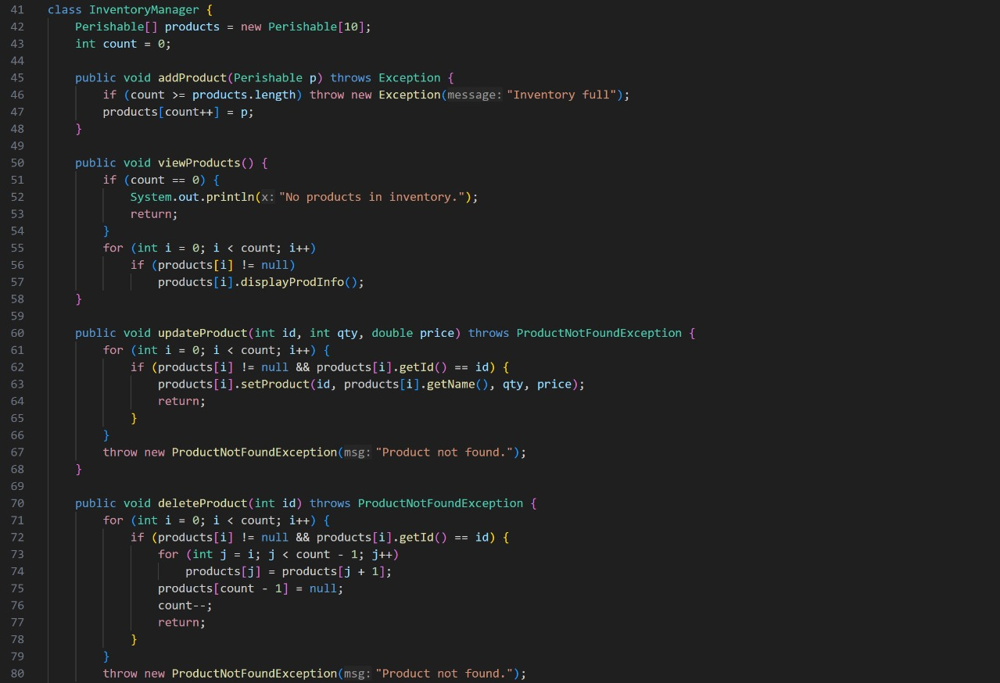 41 class InventoryManager {
42     Perishable[] products = new Perishable[10];
43     int count = 0;
44
45     public void addProduct(Perishable p) throws Exception {
46         if (count >= products.length) throw new Exception(message: "Inventory full");
47         products[count++] = p;
48     }
49
50     public void viewProducts() {
51         if (count == 0) {
52             System.out.println(x: "No products in inventory.");
53             return;
54         }
55         for (int i = 0; i < count; i++)
56             if (products[i] != null)
57                 products[i].displayProdInfo();
58     }
59
60     public void updateProduct(int id, int qty, double price) throws ProductNotFoundException {
61         for (int i = 0; i < count; i++) {
62             if (products[i] != null && products[i].getId() == id) {
63                 products[i].setProduct(id, products[i].getName(), qty, price);
64                 return;
65             }
66         }
67         throw new ProductNotFoundException(msg: "Product not found.");
68     }
69
70     public void deleteProduct(int id) throws ProductNotFoundException {
71         for (int i = 0; i < count; i++) {
72             if (products[i] != null && products[i].getId() == id) {
73                 for (int j = i; j < count - 1; j++)
74                     products[j] = products[j + 1];
75                 products[count - 1] = null;
76                 count--;
77                 return;
78             }
79         }
80         throw new ProductNotFoundException(msg: "Product not found.");